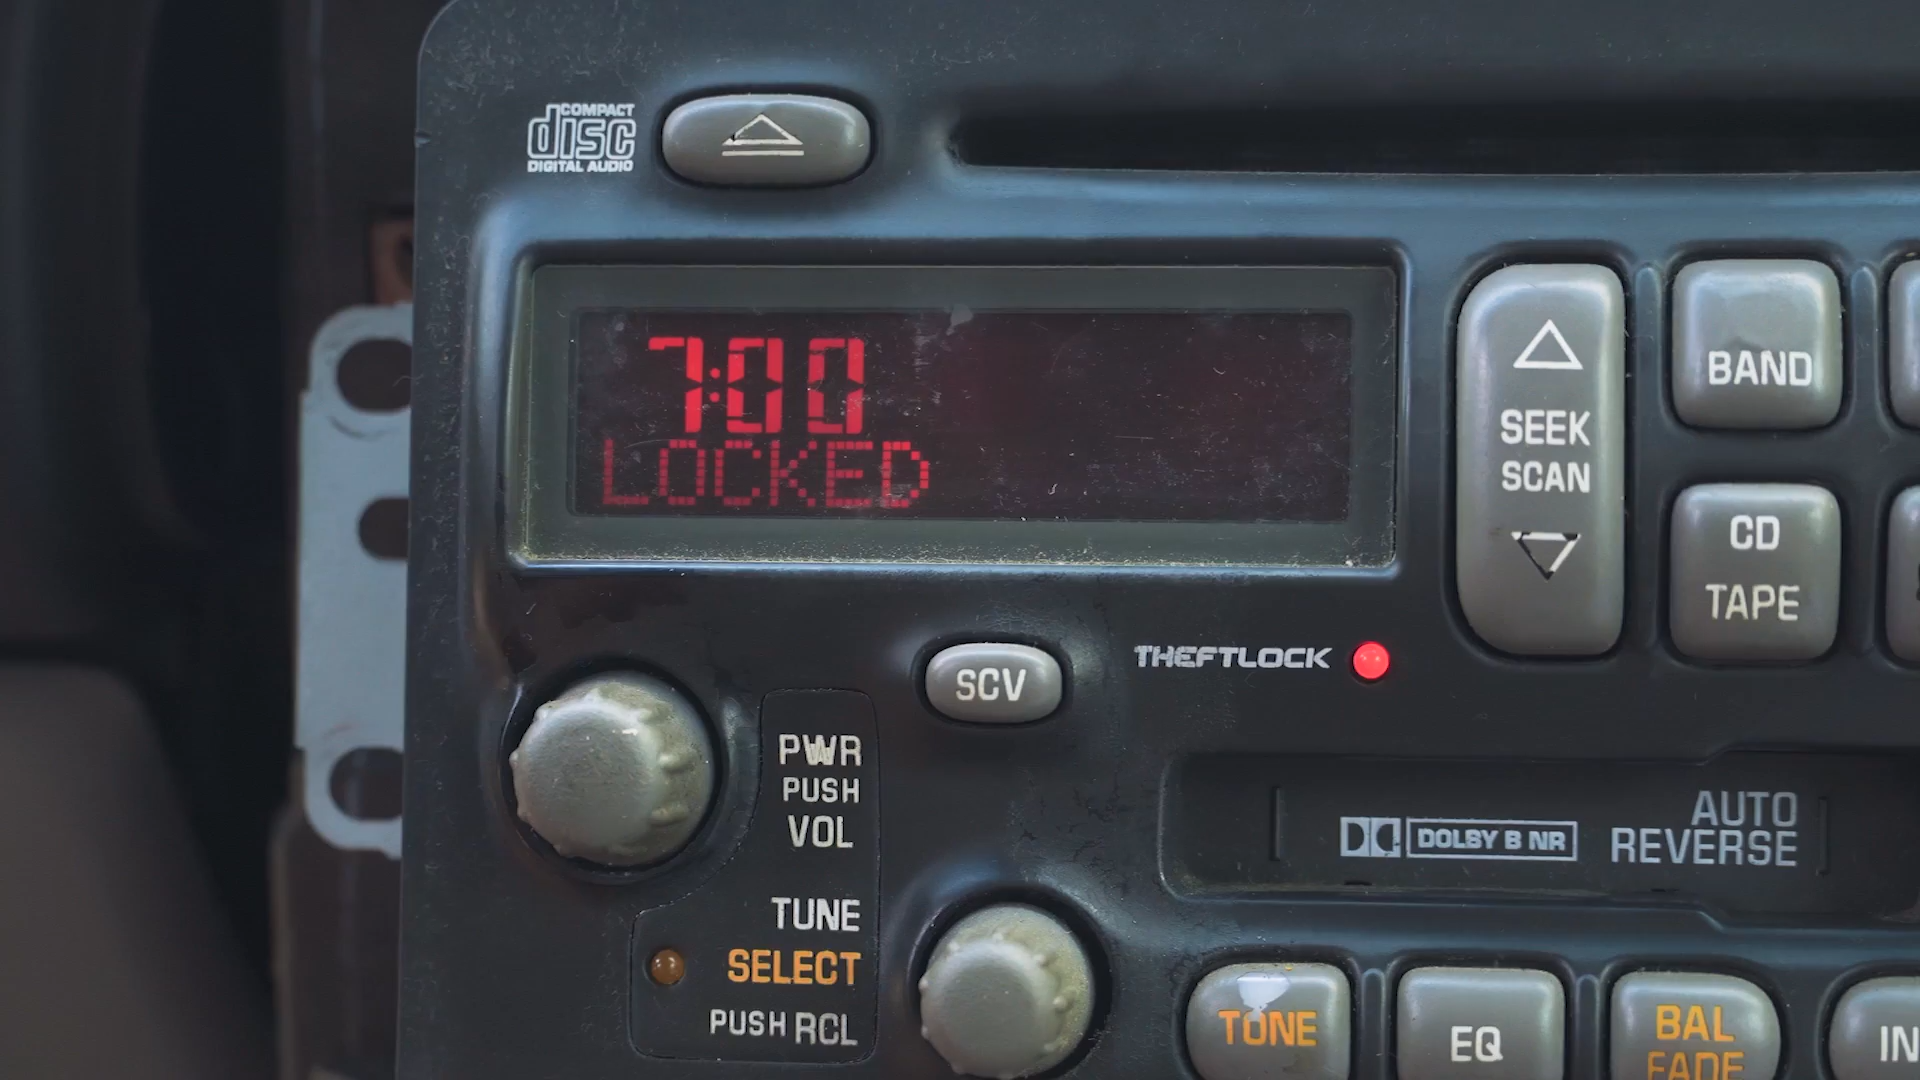 COMPACT
disc
DIGITAL AUDIO
7:00
LOCKED
SEEK
SCAN
BAND
CD
TAPE
SCV
THEFTLOCK
PWR
PUSH
VOL
TUNE
SELECT
PUSH RCL
DOLBY B NR
AUTO
REVERSE
TONE
EQ
BAL
FADE